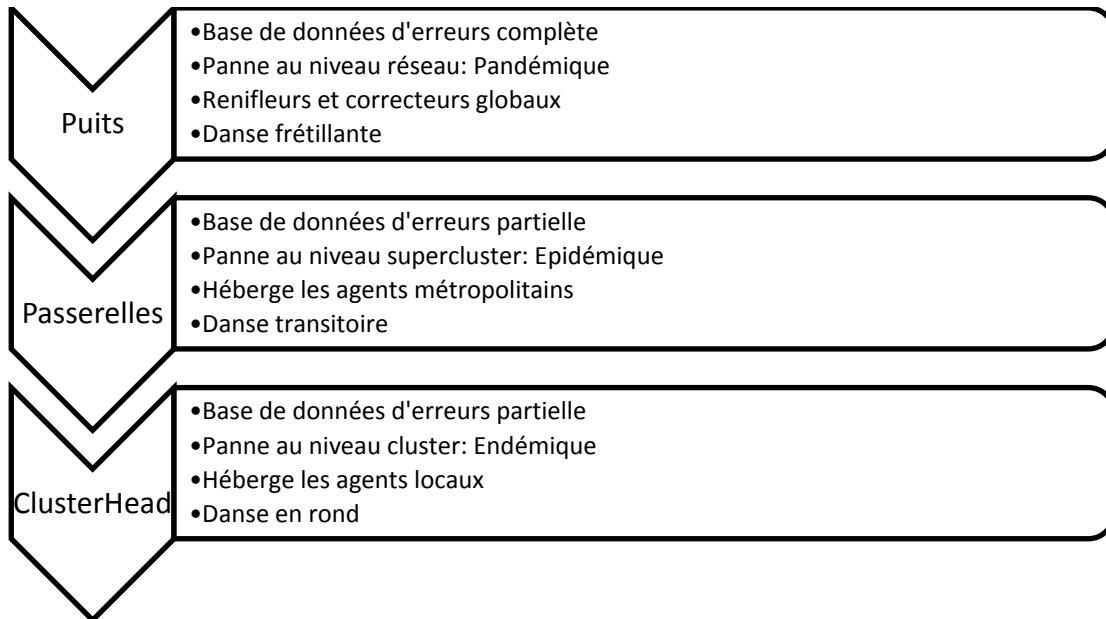 Puits
•Base de données d'erreurs complète
•Panne au niveau réseau: Pandémique
•Renifleurs et correcteurs globaux
•Danse frétillante
Passerelles
•Base de données d'erreurs partielle
•Panne au niveau supercluster: Epidémique
•Héberge les agents métropolitains
•Danse transitoire
ClusterHead
•Base de données d'erreurs partielle
•Panne au niveau cluster: Endémique
•Héberge les agents locaux
•Danse en rond